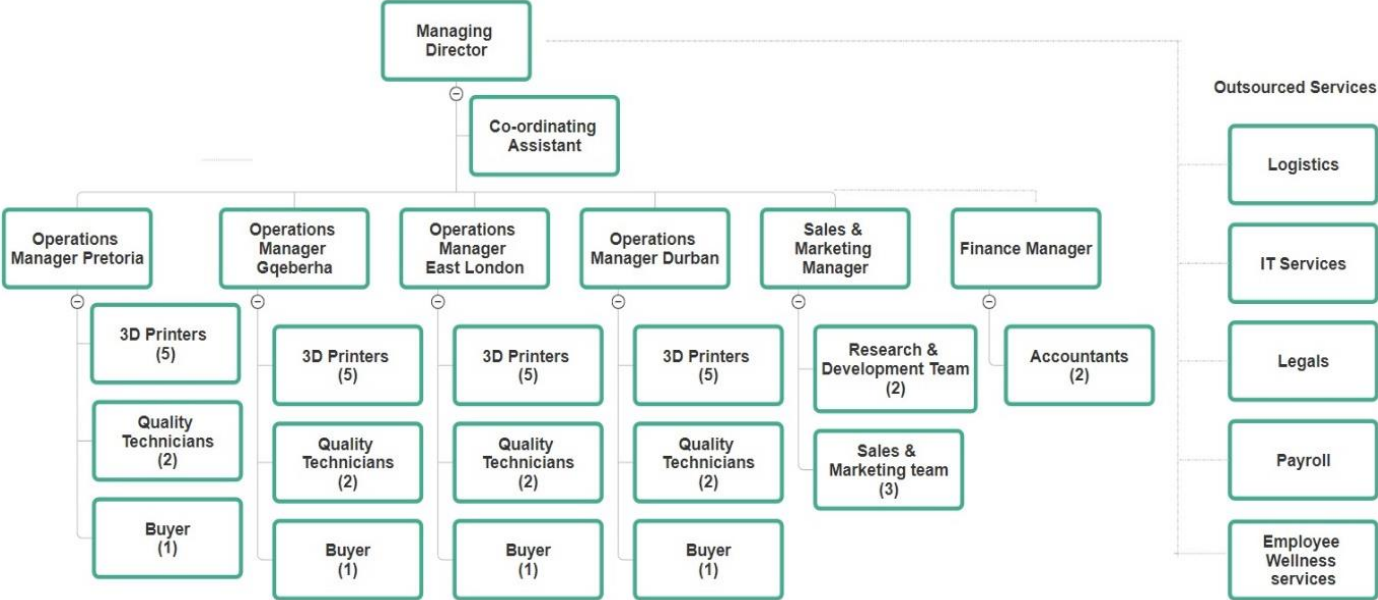 Managing
Director
Outsourced Services
Co-ordinating
Assistant
Logistics
Operations
Manager Pretoria
Operations
Manager
Gqeberha
Operations
Manager
East London
Operations
Manager Durban
Sales &
Marketing
Manager
Finance Manager
IT Services
3D Printers
(5)
Quality
Technicians
(2)
Buyer
(1)
3D Printers
(5)
Quality
Technicians
(2)
Buyer
(1)
3D Printers
(5)
Quality
Technicians
(2)
Buyer
(1)
3D Printers
(5)
Quality
Technicians
(2)
Buyer
(1)
Research &
Development Team
(2)
Sales &
Marketing team
(3)
Accountants
(2)
Legals
Payroll
Employee
Wellness
services